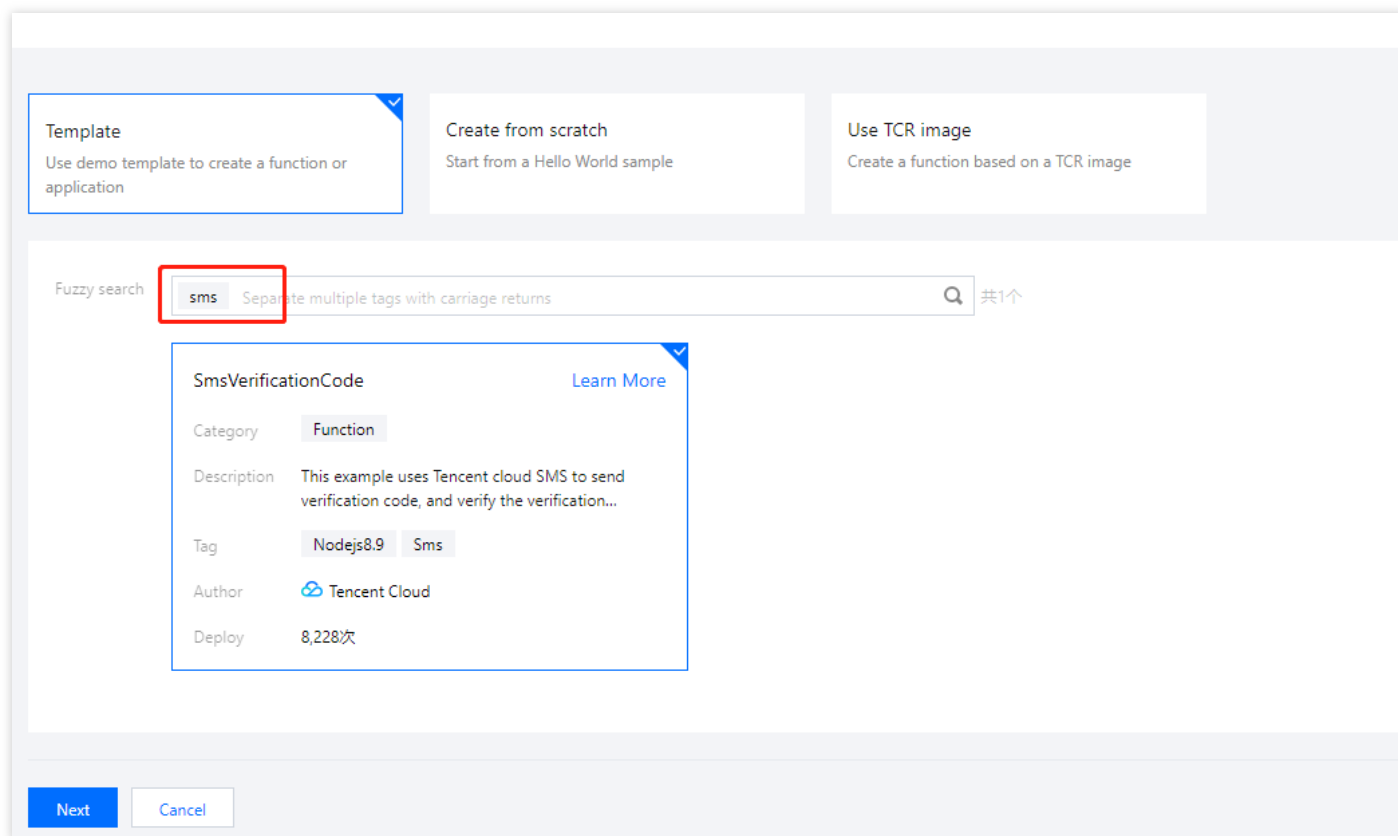 Template
Use demo template to create a function or
application
Create from scratch
Start from a Hello World sample
Use TCR image
Create a function based on a TCR image
Fuzzy search
sms
Separate multiple tags with carriage returns
共1个
SmsVerificationCode
Learn More
Category
Function
Description
This example uses Tencent cloud SMS to send
verification code, and verify the verification...
Tag
Nodejs8.9
Sms
Author
Tencent Cloud
Deploy
8,228次
Next
Cancel